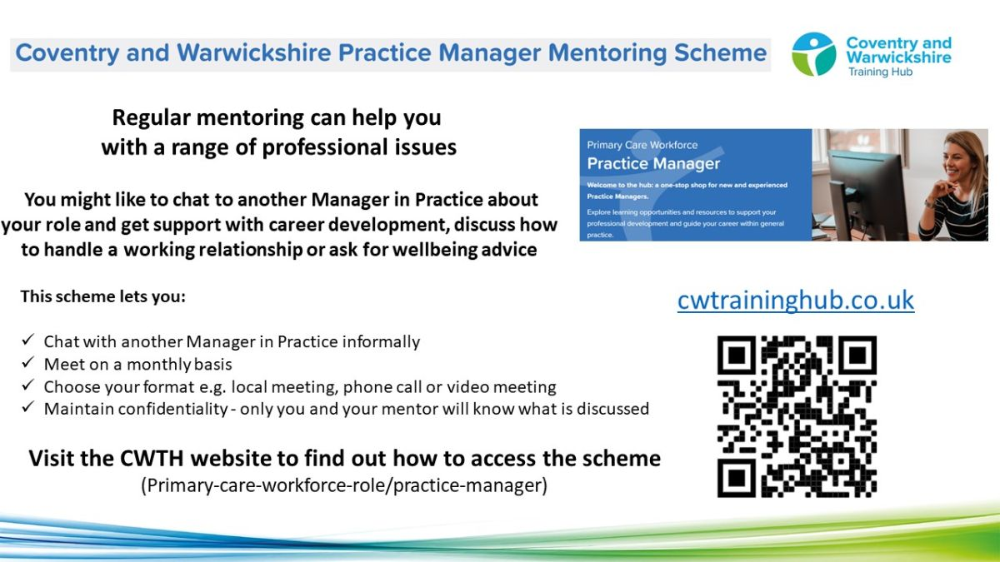 Coventry and Warwickshire Practice Manager Mentoring Scheme
Coventry and
Warwickshire
Training Hub
Regular mentoring can help you
with a range of professional issues
You might like to chat to another Manager in Practice about
your role and get support with career development, discuss how
to handle a working relationship or ask for wellbeing advice
Primary Care Workforce
Practice Manager
Welcome to the hub: a one-stop shop for new and experienced
Practice Managers.
Explore learning opportunities and resources to support your
professional development and guide your career within general
practice.
This scheme lets you:
✓ Chat with another Manager in Practice informally
✓ Meet on a monthly basis
✓ Choose your format e.g. local meeting, phone call or video meeting
✓ Maintain confidentiality - only you and your mentor will know what is discussed
cwtraininghub.co.uk
Visit the CWTH website to find out how to access the scheme
(Primary-care-workforce-role/practice-manager)